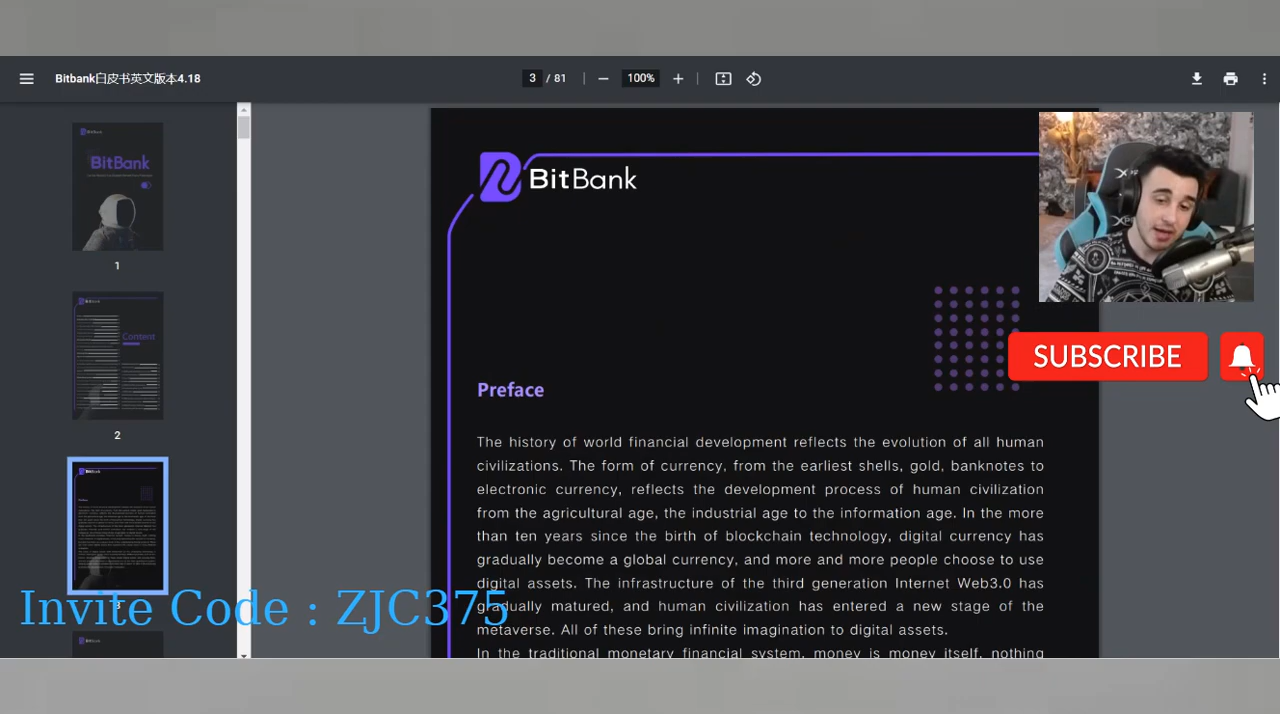 Bitbank白皮书英文版本4.18
3 / 81
100%
BitBank
BitBank
1
Content
2
BitBank
Preface
The history of world financial development reflects the evolution of all human
civilizations. The form of currency, from the earliest shells, gold, banknotes to
electronic currency, reflects the development process of human civilization
from the agricultural age, the industrial age to the information age. In the more
than ten years since the birth of blockchain technology, digital currency has
gradually become a global currency, and more and more people choose to use
digital assets. The infrastructure of the third generation Internet Web3.0 has
gradually matured, and human civilization has entered a new stage of the
metaverse. All of these bring infinite imagination to digital assets.
In the traditional monetary financial system, money is money itself, nothing
SUBSCRIBE
Invite Code : ZJC375